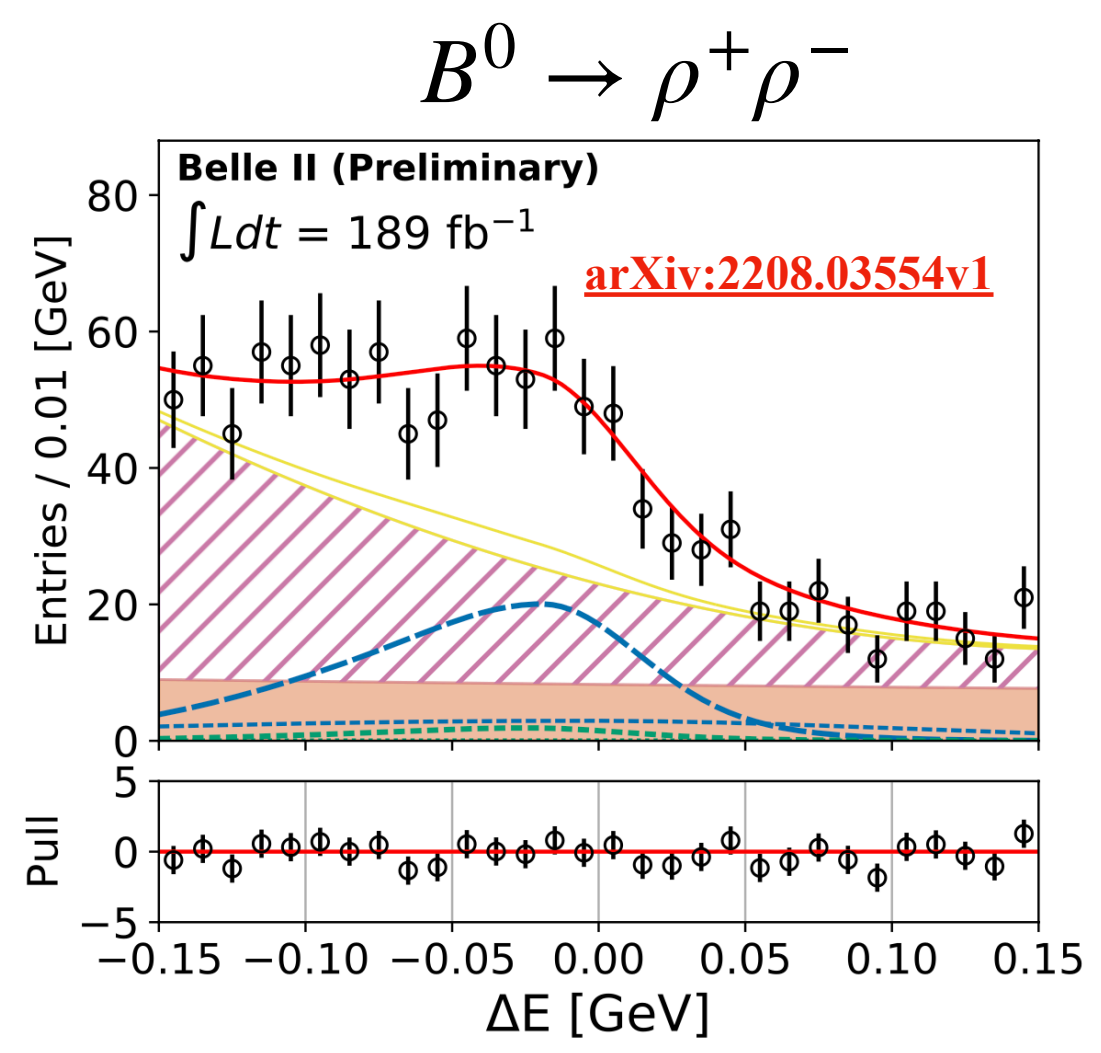 B⁰ → ρ⁺ρ⁻
Belle II (Preliminary)
∫Ldt = 189 fb⁻¹
arXiv:2208.03554v1
Entries / 0.01 [GeV]
80
60
40
20
0
Pull
5
0
−5
−0.15 −0.10 −0.05 0.00 0.05 0.10 0.15
ΔE [GeV]